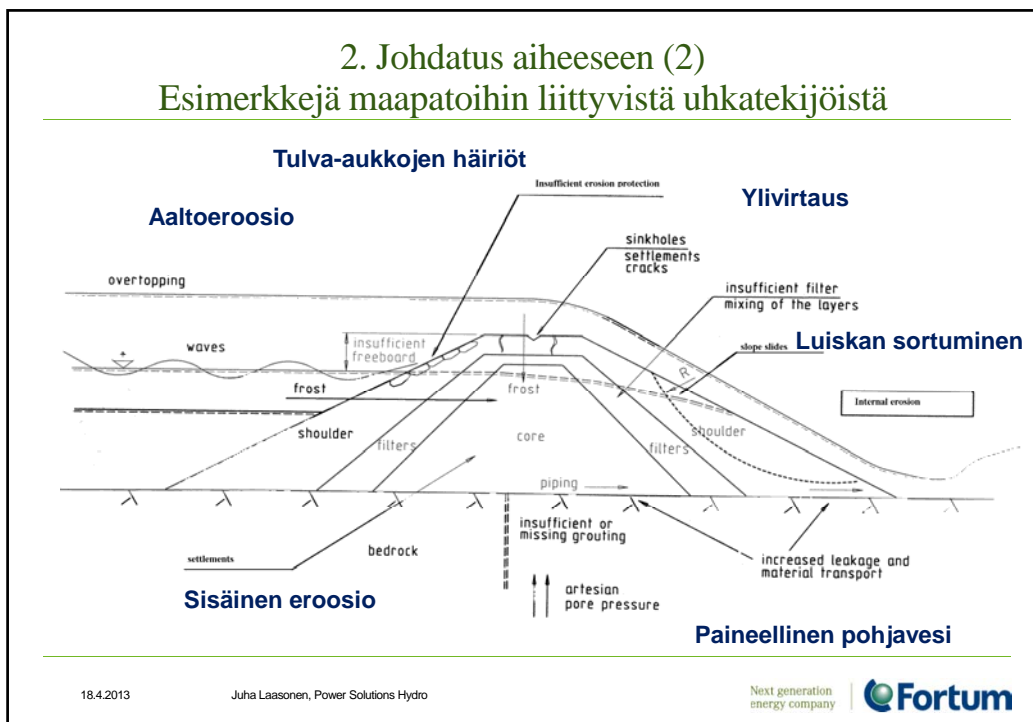 2. Johdatus aiheeseen (2)
Esimerkkejä maapatoihin liittyvistä uhkatekijöistä
Tulva-aukkojen häiriöt
Insufficient erosion protection
Ylivirtaus
Aaltoeroosio
sinkholes
settlements
cracks
overtopping
insufficient filter
mixing of the layers
waves
insufficient
freeboard
slope slides
Luiskan sortuminen
R
frost
frost
Internal erosion
shoulder
filters
core
filters
shoulder
piping
insufficient or
missing grouting
bedrock
settlements
increased leakage and
material transport
artesian
pore pressure
Sisäinen eroosio
Paineellinen pohjavesi
18.4.2013
Juha Laasonen, Power Solutions Hydro
Next generation
energy company
Fortum